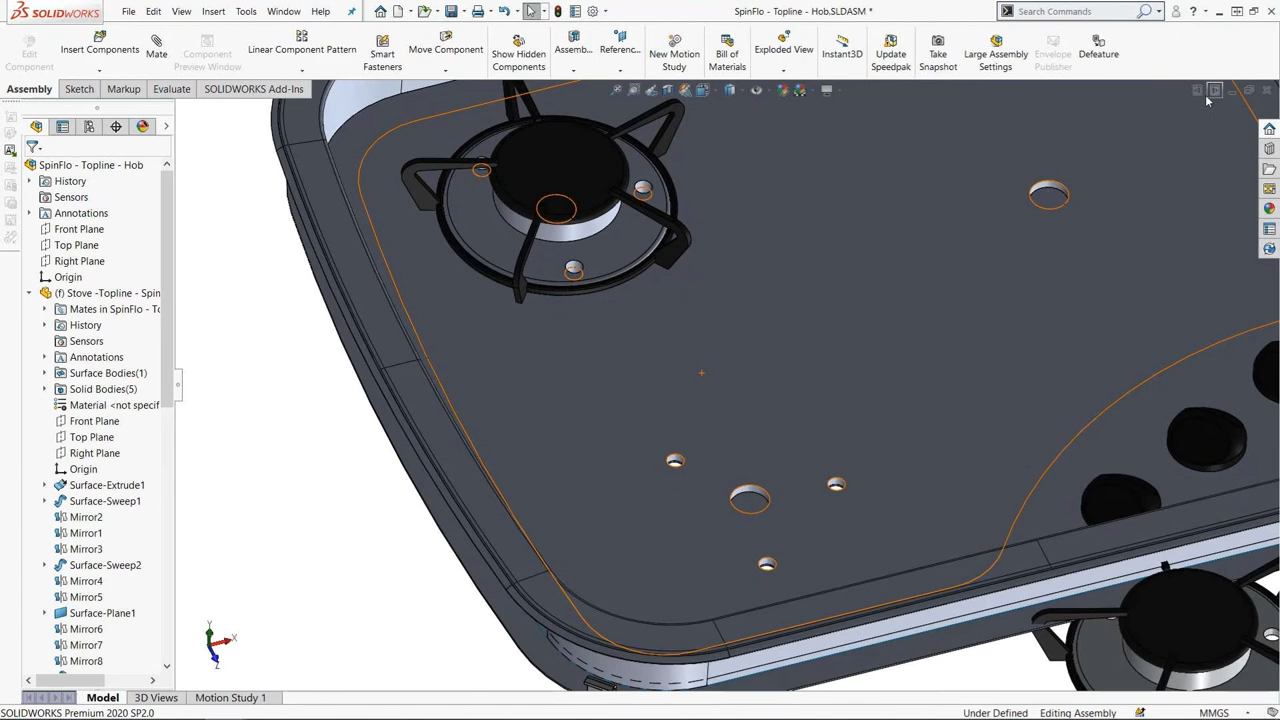 SOLIDWORKS File Edit View Insert Tools Window Help SpinFlo - Topline - Hob.SLDASM * Search Commands
Edit Component Insert Components Mate Component Preview Window Linear Component Pattern Smart Fasteners Move Component Show Hidden Components Assemb... Referenc... New Motion Study Bill of Materials Exploded View Instant3D Update Speedpak Take Snapshot Large Assembly Settings Envelope Publisher Defeature
Assembly Sketch Markup Evaluate SOLIDWORKS Add-Ins
SpinFlo - Topline - Hob
History
Sensors
Annotations
Front Plane
Top Plane
Right Plane
Origin
(f) Stove -Topline - Spin
Mates in SpinFlo - To
History
Sensors
Annotations
Surface Bodies(1)
Solid Bodies(5)
Material <not specif
Front Plane
Top Plane
Right Plane
Origin
Surface-Extrude1
Surface-Sweep1
Mirror2
Mirror1
Mirror3
Surface-Sweep2
Mirror4
Mirror5
Surface-Plane1
Mirror6
Mirror7
Mirror8
Y
X
Z
Model 3D Views Motion Study 1
SOLIDWORKS Premium 2020 SP2.0 Under Defined Editing Assembly MMGS